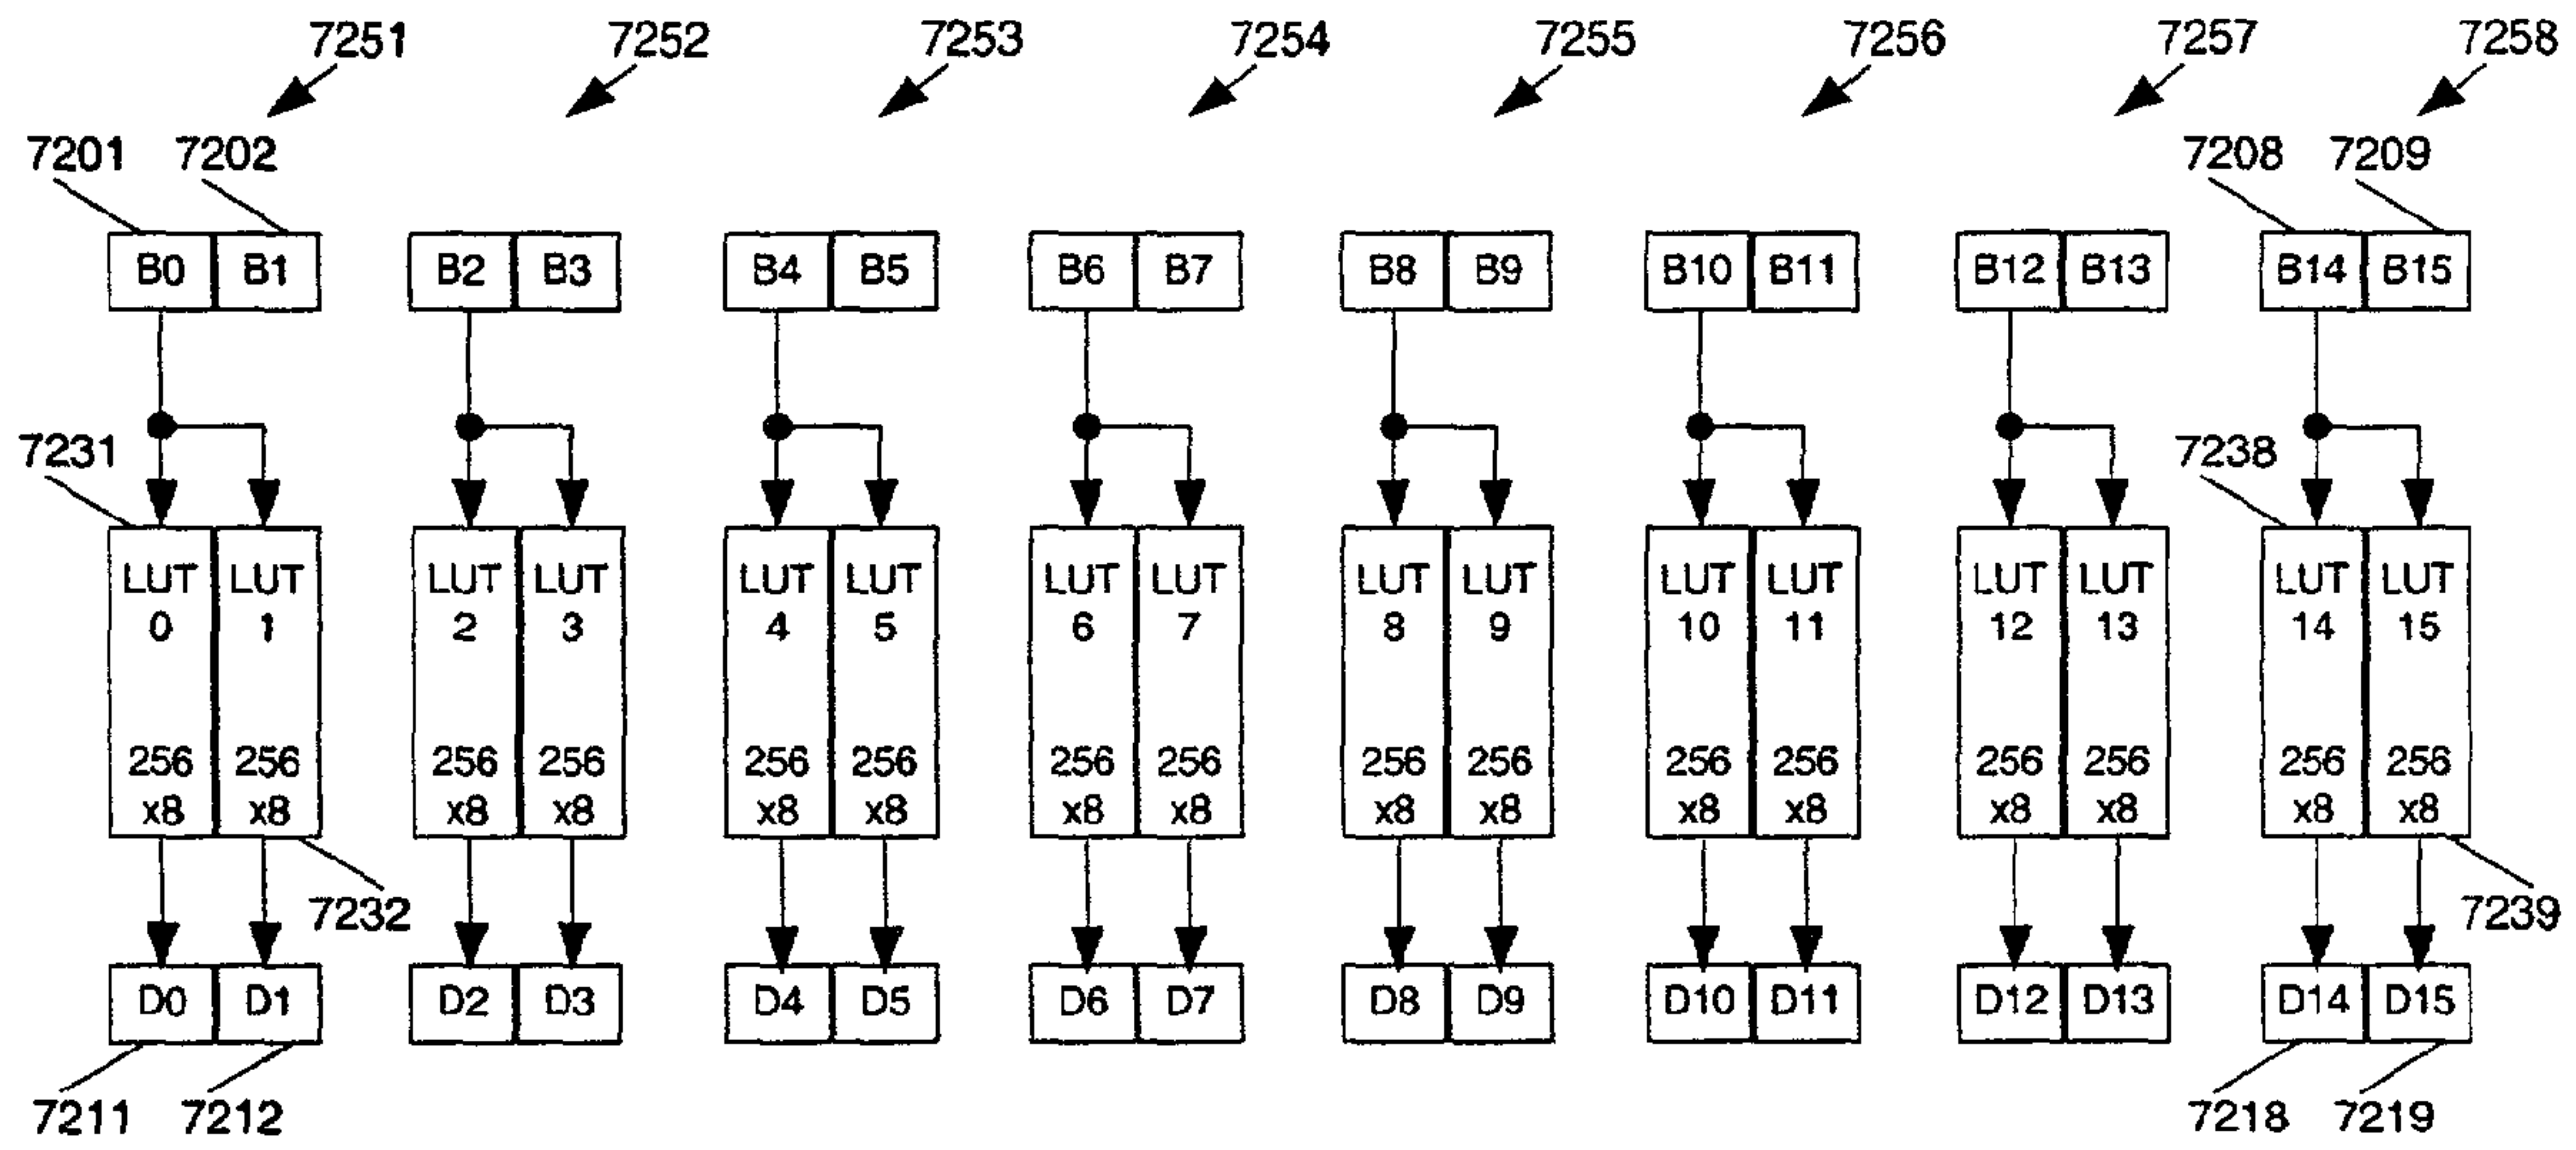 7251 7252 7253 7254 7255 7256 7257 7258
7201 7202 7208 7209
B0 B1 B2 B3 B4 B5 B6 B7 B8 B9 B10 B11 B12 B13 B14 B15
7231 7238
LUT LUT LUT LUT LUT LUT LUT LUT LUT LUT LUT LUT LUT LUT LUT LUT
0 1 2 3 4 5 6 7 8 9 10 11 12 13 14 15
256 256 256 256 256 256 256 256 256 256 256 256 256 256 256 256
x8 x8 x8 x8 x8 x8 x8 x8 x8 x8 x8 x8 x8 x8 x8 x8
7232 7239
D0 D1 D2 D3 D4 D5 D6 D7 D8 D9 D10 D11 D12 D13 D14 D15
7211 7212 7218 7219